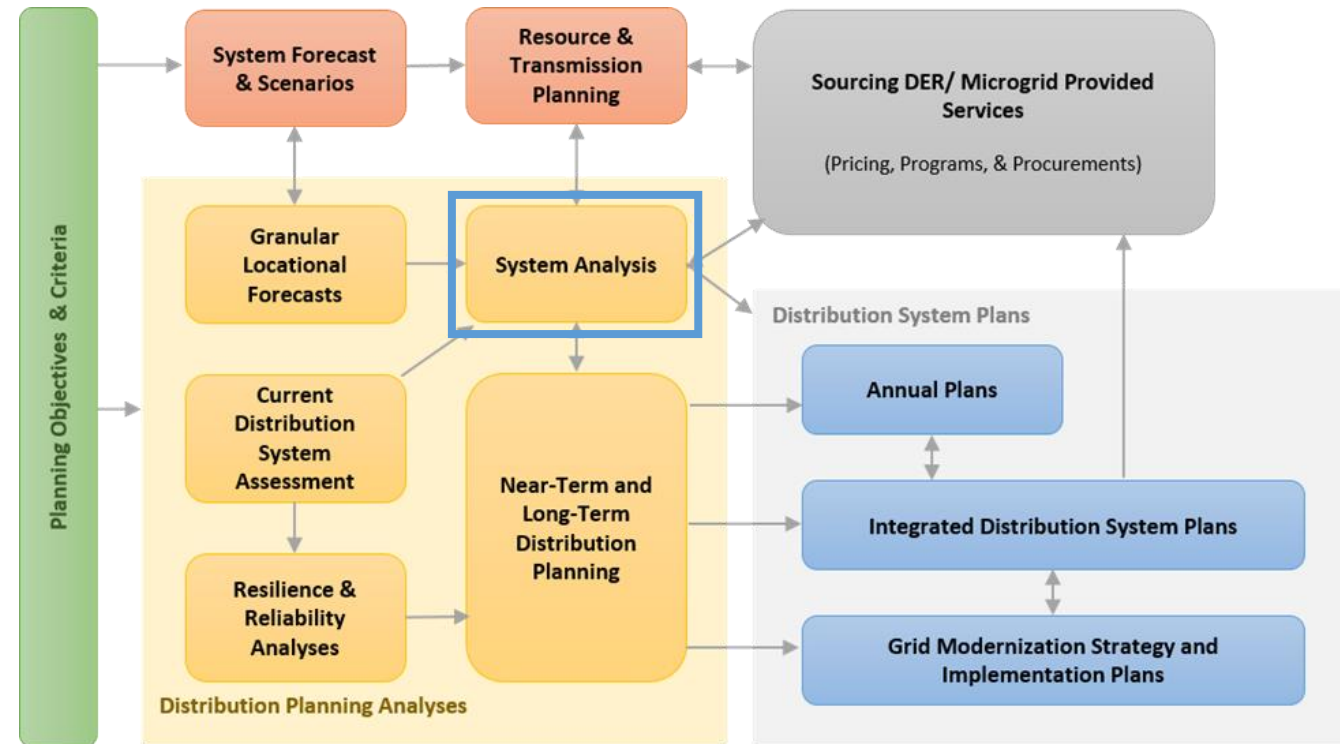 Planning Objectives & Criteria
System Forecast
& Scenarios
Resource &
Transmission
Planning
Sourcing DER/ Microgrid Provided
Services
(Pricing, Programs, & Procurements)
Granular
Locational
Forecasts
System Analysis
Current
Distribution
System
Assessment
Resilience &
Reliability
Analyses
Near-Term and
Long-Term
Distribution
Planning
Distribution Planning Analyses
Distribution System Plans
Annual Plans
Integrated Distribution System Plans
Grid Modernization Strategy and
Implementation Plans